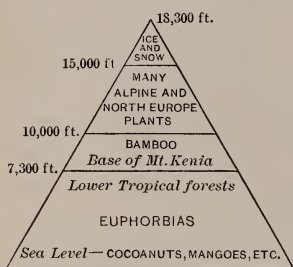 18,300 ft.
ICE
AND
SNOW
15,000 ft
MANY
ALPINE AND
NORTH EUROPE
PLANTS
10,000 ft.
BAMBOO
Base of Mt. Kenia
7,300 ft.
Lower Tropical forests
EUPHORBIAS
Sea Level — COCOANUTS, MANGOES, ETC.